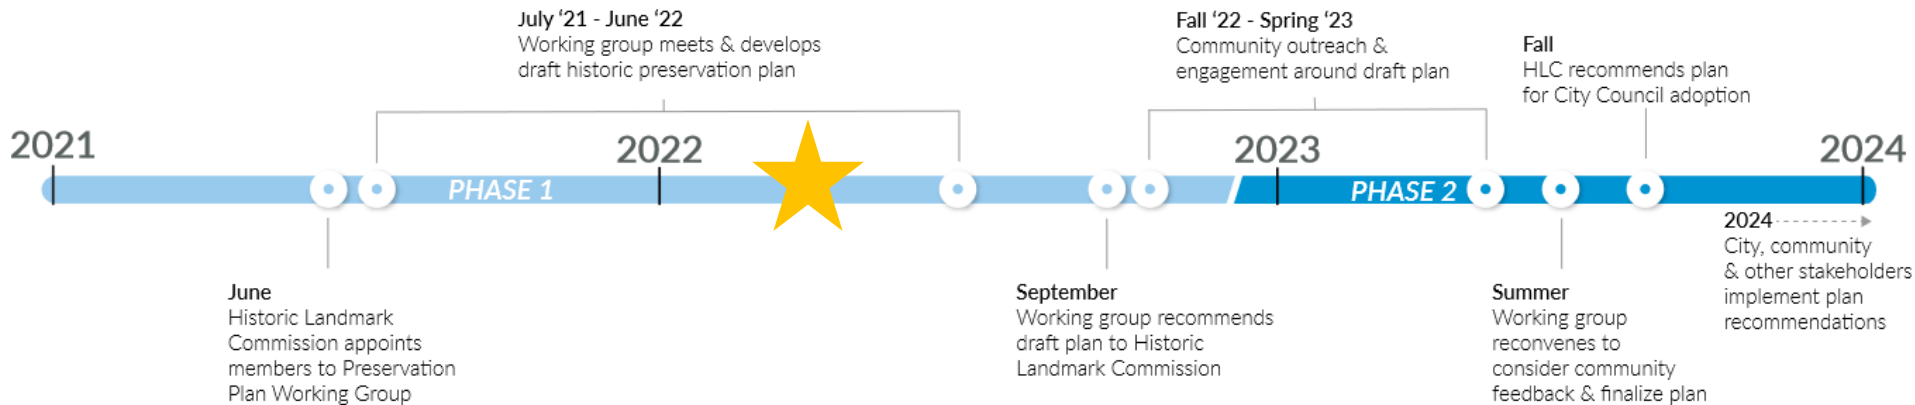 July ‘21 - June ‘22
Working group meets & develops
draft historic preservation plan
Fall ‘22 - Spring ‘23
Community outreach &
engagement around draft plan
Fall
HLC recommends plan
for City Council adoption
2021
2022
2023
2024
PHASE 1
PHASE 2
June
Historic Landmark
Commission appoints
members to Preservation
Plan Working Group
September
Working group recommends
draft plan to Historic
Landmark Commission
Summer
Working group
reconvenes to
consider community
feedback & finalize plan
2024
City, community
& other stakeholders
implement plan
recommendations